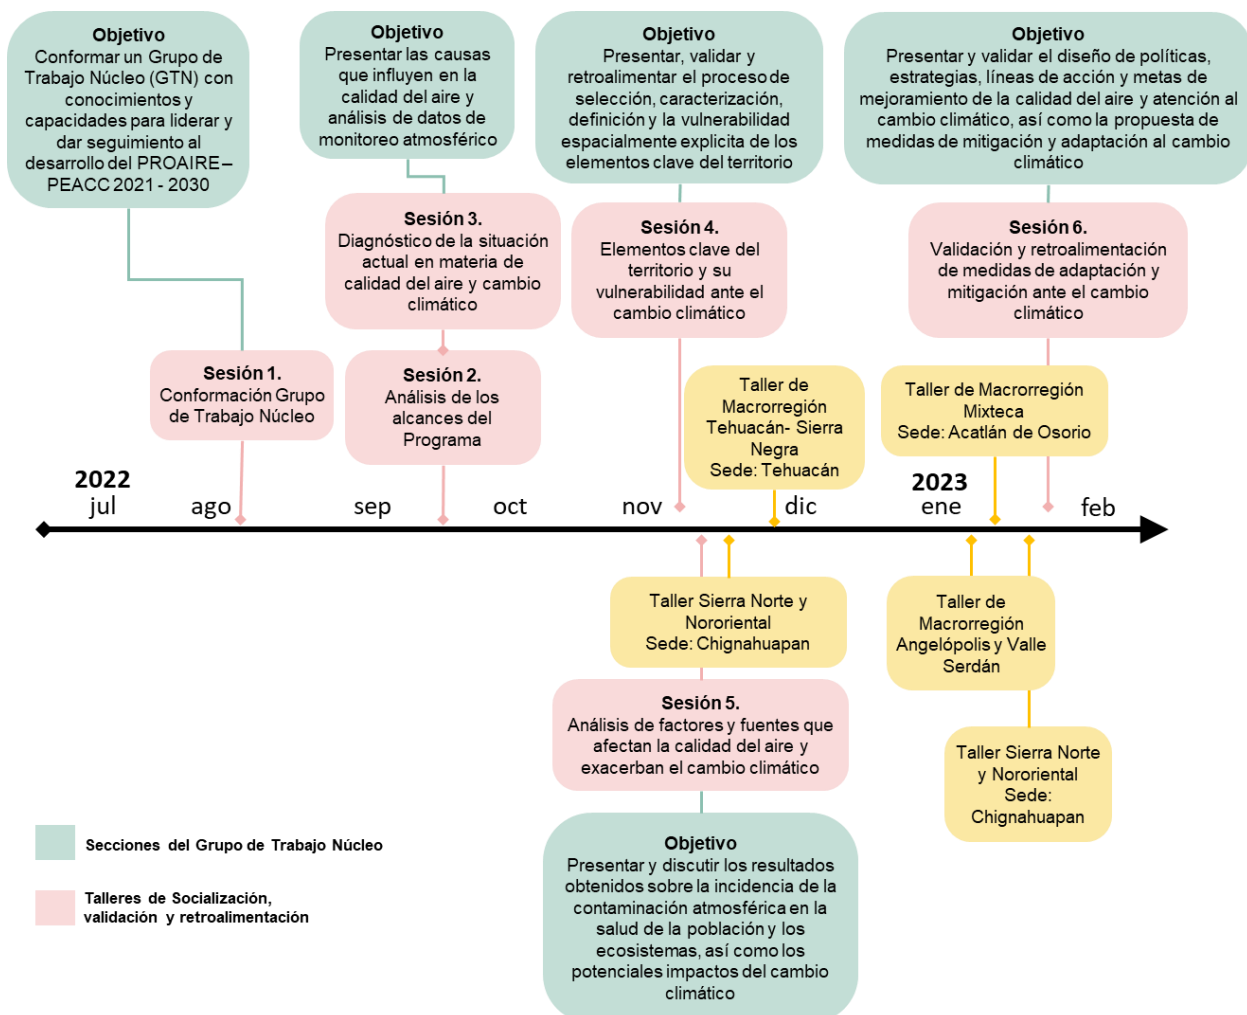 Objetivo
Conformar un Grupo de
Trabajo Núcleo (GTN) con
conocimientos y
capacidades para liderar y
dar seguimiento al
desarrollo del PROAIRE –
PEACC 2021 - 2030
Objetivo
Presentar las causas
que influyen en la
calidad del aire y
análisis de datos de
monitoreo atmosférico
Objetivo
Presentar, validar y
retroalimentar el proceso de
selección, caracterización,
definición y la vulnerabilidad
espacialmente explicita de los
elementos clave del territorio
Objetivo
Presentar y validar el diseño de políticas,
estrategias, líneas de acción y metas de
mejoramiento de la calidad del aire y atención al
cambio climático, así como la propuesta de
medidas de mitigación y adaptación al cambio
climático
Sesión 3.
Diagnóstico de la situación
actual en materia de
calidad del aire y cambio
climático
Sesión 4.
Elementos clave del
territorio y su
vulnerabilidad ante el
cambio climático
Sesión 6.
Validación y retroalimentación
de medidas de adaptación y
mitigación ante el cambio
climático
Sesión 1.
Conformación Grupo
de Trabajo Núcleo
Sesión 2.
Análisis de los
alcances del
Programa
Taller de
Macrorregión
Tehuacán- Sierra
Negra
Sede: Tehuacán
Taller de Macrorregión
Mixteca
Sede: Acatlán de Osorio
2022
jul
ago
sep
oct
nov
dic
2023
ene
feb
Taller Sierra Norte y
Nororiental
Sede: Chignahuapan
Taller de
Macrorregión
Angelópolis y Valle
Serdán
Sesión 5.
Análisis de factores y fuentes que
afectan la calidad del aire y
exacerban el cambio climático
Taller Sierra Norte
y Nororiental
Sede:
Chignahuapan
Objetivo
Presentar y discutir los resultados
obtenidos sobre la incidencia de la
contaminación atmosférica en la
salud de la población y los
ecosistemas, así como los
potenciales impactos del cambio
climático
Secciones del Grupo de Trabajo Núcleo
Talleres de Socialización,
validación y retroalimentación